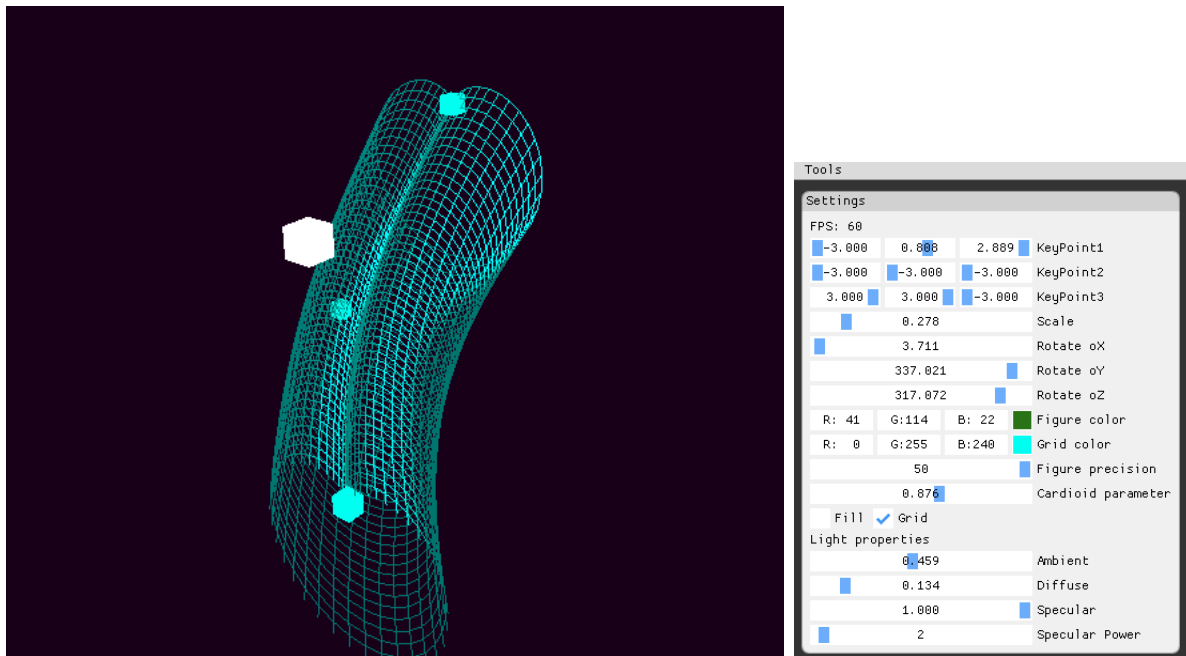 Tools
Settings
FPS: 60
-3.000 0.808 2.889 KeyPoint1
-3.000 -3.000 -3.000 KeyPoint2
3.000 3.000 -3.000 KeyPoint3
0.278 Scale
3.711 Rotate oX
337.021 Rotate oY
317.072 Rotate oZ
R: 41 G:114 B: 22 Figure color
R: 0 G:255 B:240 Grid color
50 Figure precision
0.876 Cardioid parameter
Fill Grid
Light properties
0.459 Ambient
0.134 Diffuse
1.000 Specular
2 Specular Power